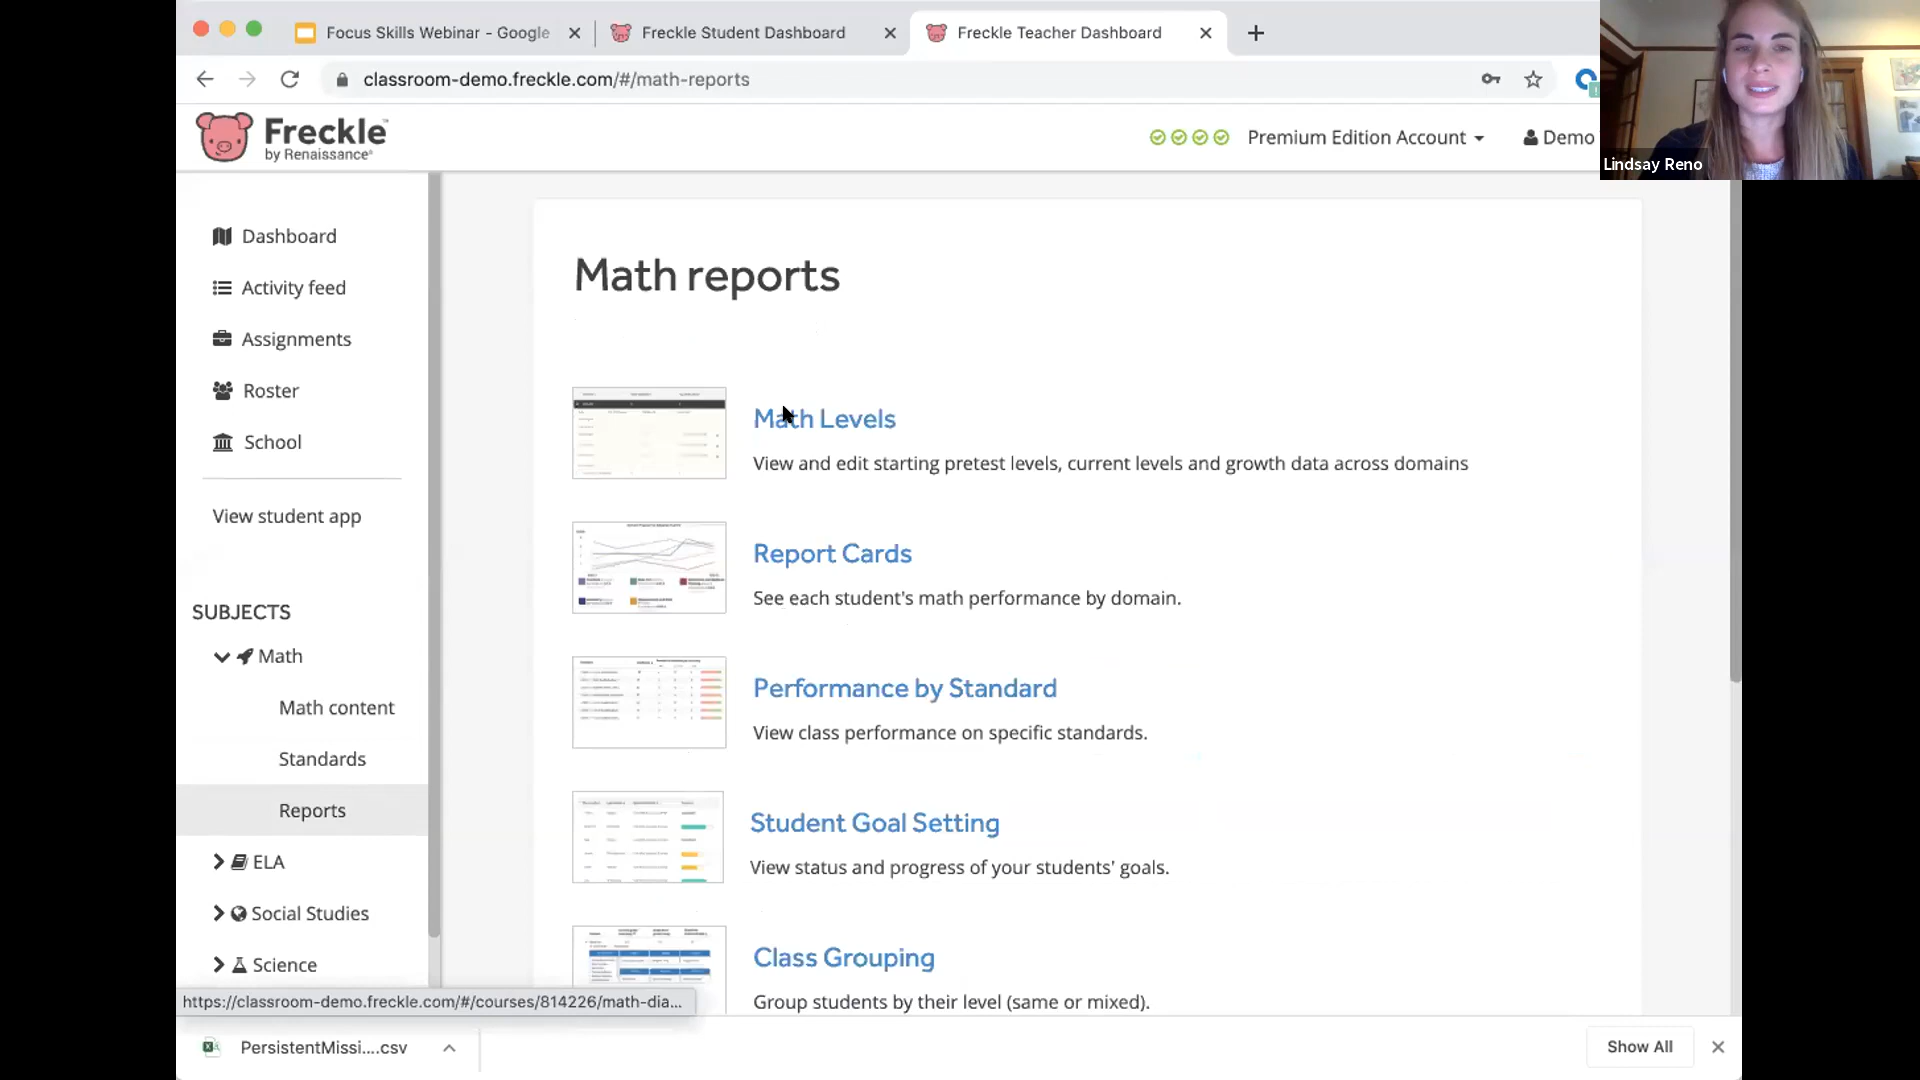 Focus Skills Webinar - Google
Freckle Student Dashboard
Freckle Teacher Dashboard
classroom-demo.freckle.com/#/math-reports
Freckle™
by Renaissance®
Premium Edition Account
Demo
Lindsay Reno
Dashboard
Activity feed
Assignments
Roster
School
View student app
SUBJECTS
Math
Math content
Standards
Reports
ELA
Social Studies
Science
Math reports
Math Levels
View and edit starting pretest levels, current levels and growth data across domains
Report Cards
See each student's math performance by domain.
Performance by Standard
View class performance on specific standards.
Student Goal Setting
View status and progress of your students' goals.
Class Grouping
Group students by their level (same or mixed).
https://classroom-demo.freckle.com/#/courses/814226/math-dia...
PersistentMissi....csv
Show All